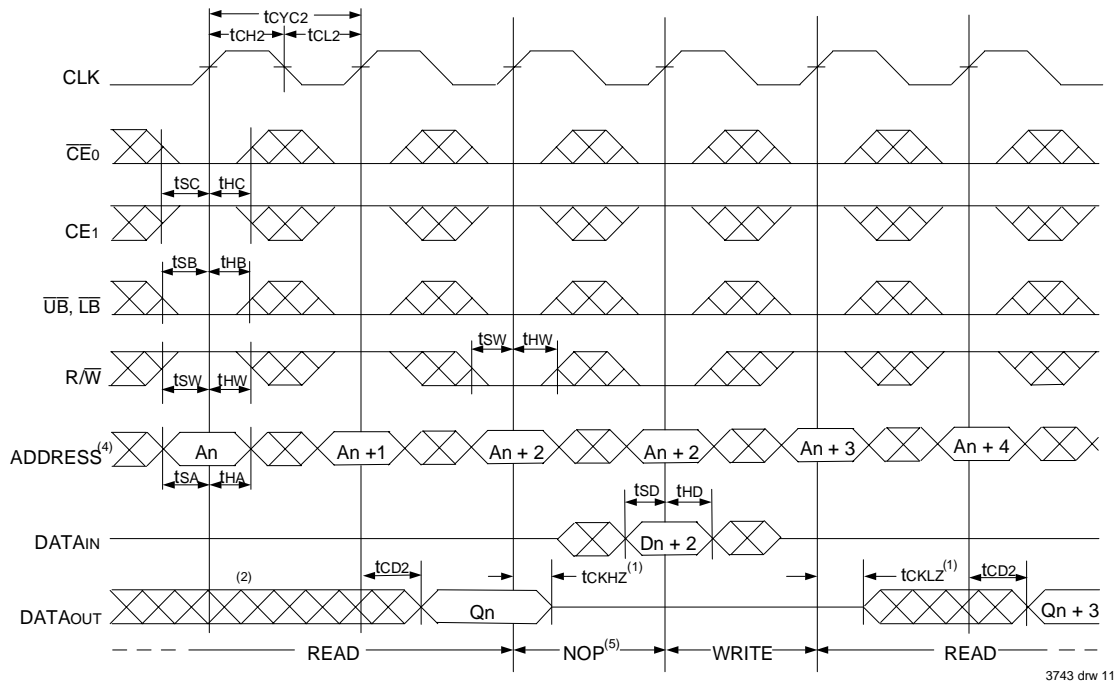 tCYC2
tCH2 tCL2
CLK
CE0
tSC tHC
CE1
tSB tHB
UB, LB
tSW tHW
R/W
tSW tHW
ADDRESS(4) An An +1 An + 2 An + 2 An + 3 An + 4
tSA tHA
tSD tHD
DATAIN Dn + 2
tCD2 tCKHZ(1) tCKLZ(1) tCD2
(2)
DATAOUT Qn Qn + 3
READ NOP(5) WRITE READ
3743 drw 11